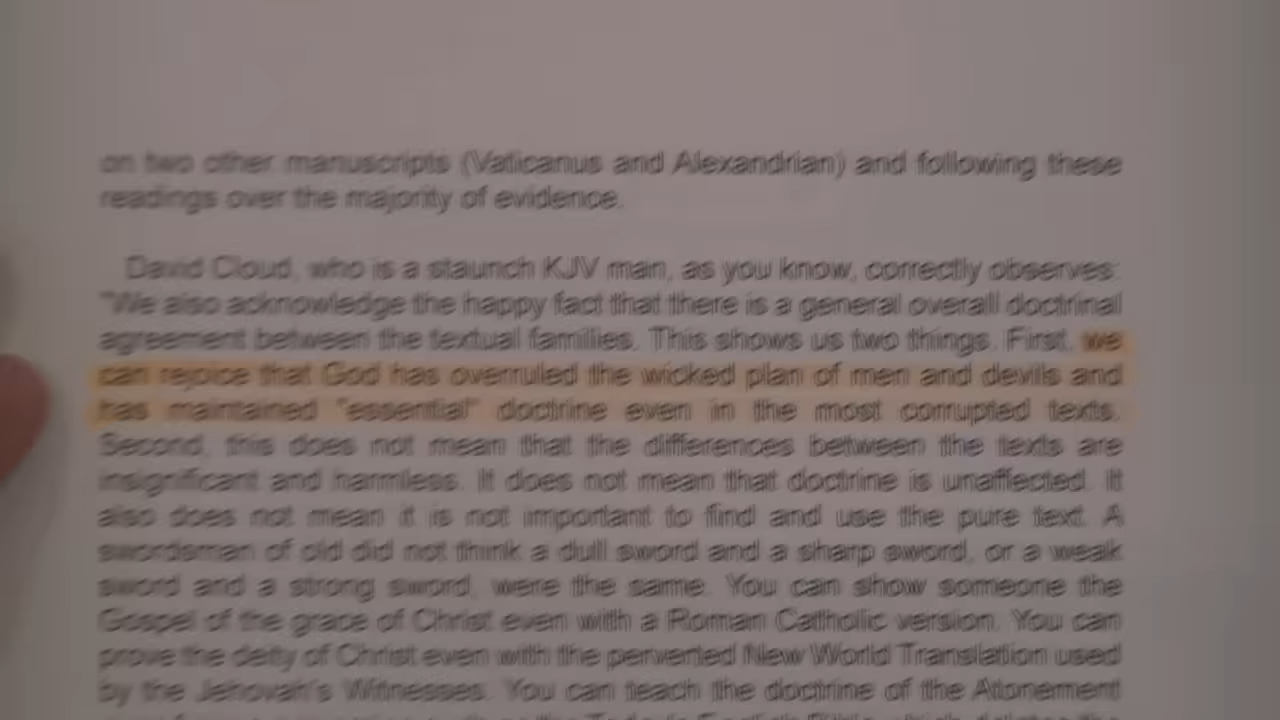 on two other manuscripts (Vaticanus and Alexandrian) and following these
readings over the majority of evidence.
David Cloud, who is a staunch KJV man, as you know, correctly observes:
"We also acknowledge the happy fact that there is a general overall doctrinal
agreement between the textual families. This shows us two things. First, we
can rejoice that God has overruled the wicked plan of men and devils and
has maintained "essential" doctrine even in the most corrupted texts.
Second, this does not mean that the differences between the texts are
insignificant and harmless. It does not mean that doctrine is unaffected. It
also does not mean it is not important to find and use the pure text. A
swordsman of old did not think a dull sword and a sharp sword, or a weak
sword and a strong sword, were the same. You can show someone the
Gospel of the grace of Christ even with a Roman Catholic version. You can
prove the deity of Christ even with the perverted New World Translation used
by the Jehovah's Witnesses. You can teach the doctrine of the Atonement